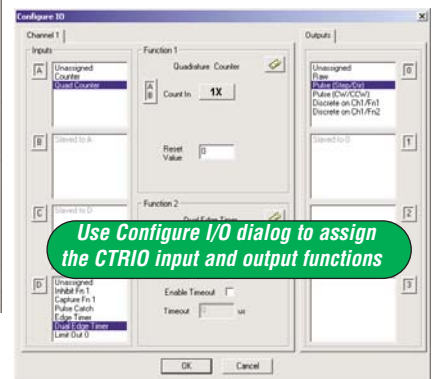 Configure IO
Channel 1
Inputs
A
Unassigned
Counter
Quad Counter
B
Slaved to A
C
Slaved to D
D
Unassigned
Inhibit Fn 1
Capture Fn 1
Pulse Catch
Edge Timer
Dual Edge Timer
Limit Out 0
Function 1
Quadrature Counter
A
B
Count In
1X
Reset
Value
0
Function 2
Dual Edge Timer
Enable Timeout
Timeout
0
us
Outputs
Unassigned
Raw
Pulse (Step/Dir)
Pulse (CW/CCW)
Discrete on Ch1/Fn1
Discrete on Ch1/Fn2
0
Slaved to 0
1
2
3
Use Configure I/O dialog to assign
the CTRIO input and output functions
OK
Cancel